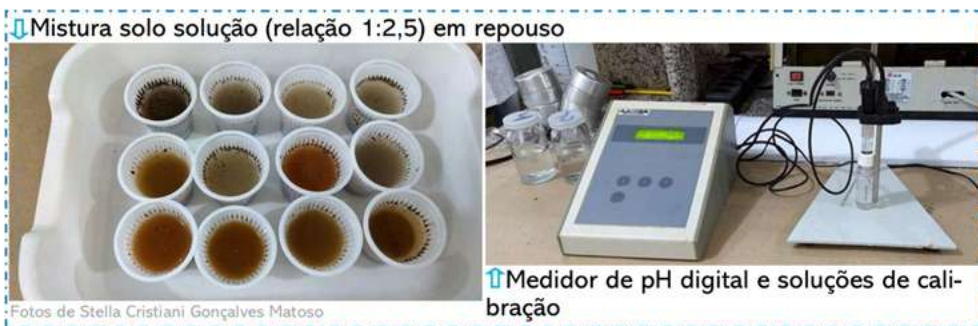 ⇩Mistura solo solução (relação 1:2,5) em repouso
⇧Medidor de pH digital e soluções de cali-
bração
Fotos de Stella Cristiani Gonçalves Matoso